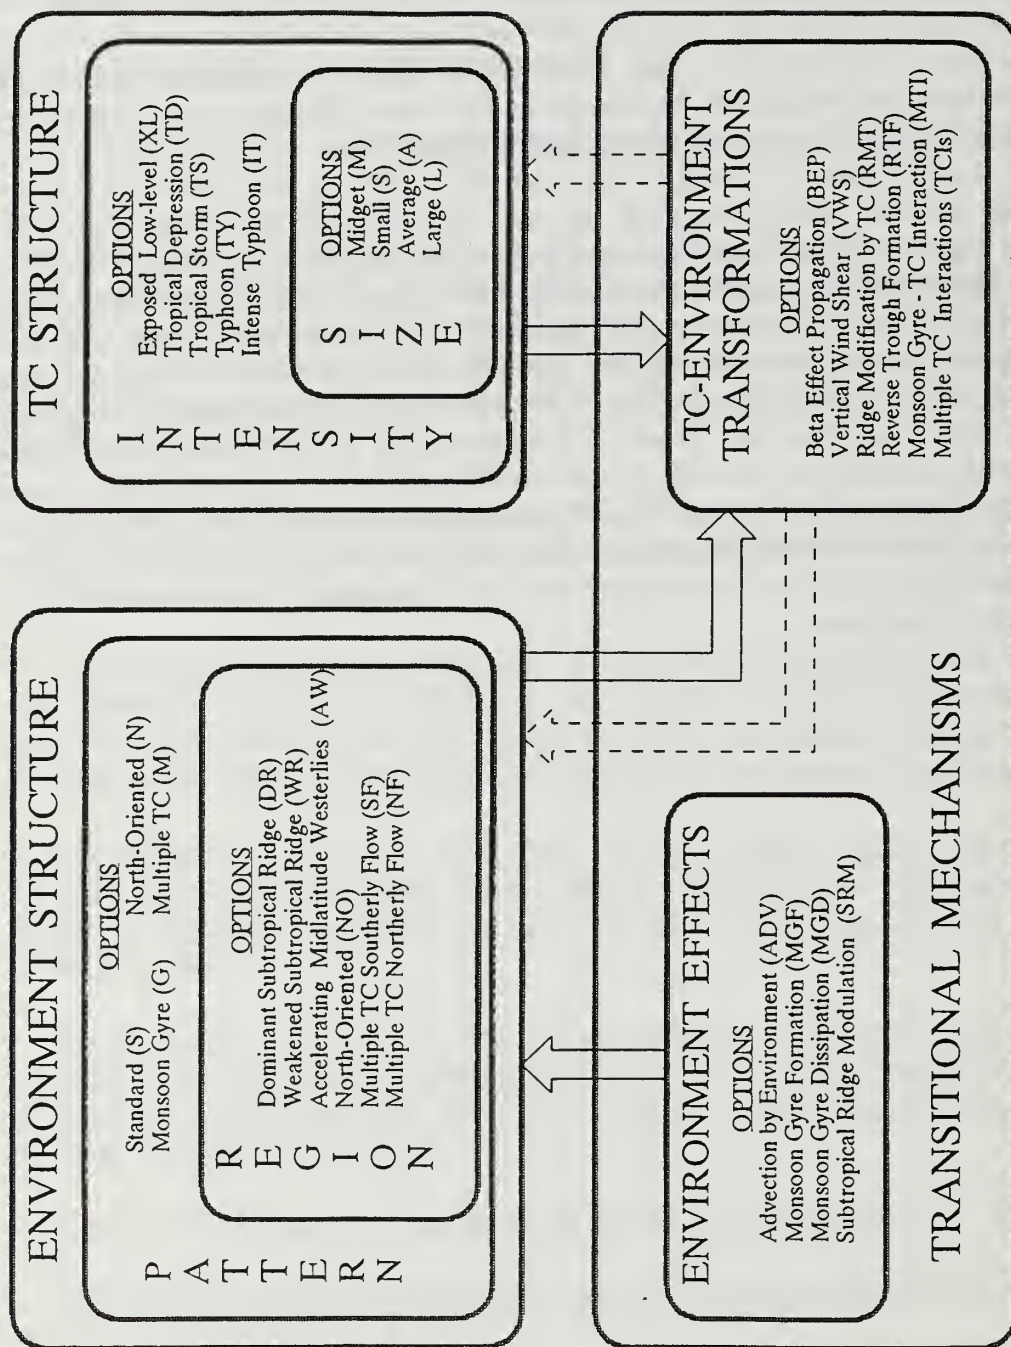 ENVIRONMENT STRUCTURE
PATTERN
OPTIONS
Standard (S)
Monsoon Gyre (G)
North-Oriented (N)
Multiple TC (M)
REGION
OPTIONS
Dominant Subtropical Ridge (DR)
Weakened Subtropical Ridge (WR)
Accelerating Midlatitude Westerlies (AW)
North-Oriented (NO)
Multiple TC Southerly Flow (SF)
Multiple TC Northerly Flow (NF)
TC STRUCTURE
INTENSITY
OPTIONS
Exposed Low-level (XL)
Tropical Depression (TD)
Tropical Storm (TS)
Typhoon (TY)
Intense Typhoon (IT)
SIZE
OPTIONS
Midget (M)
Small (S)
Average (A)
Large (L)
ENVIRONMENT EFFECTS
OPTIONS
Advection by Environment (ADV)
Monsoon Gyre Formation (MGF)
Monsoon Gyre Dissipation (MGD)
Subtropical Ridge Modulation (SRM)
TC-ENVIRONMENT
TRANSFORMATIONS
OPTIONS
Beta Effect Propagation (BEP)
Vertical Wind Shear (VWS)
Ridge Modification by TC (RMT)
Reverse Trough Formation (RTF)
Monsoon Gyre - TC Interaction (MTI)
Multiple TC Interactions (TCIs)
TRANSITIONAL MECHANISMS